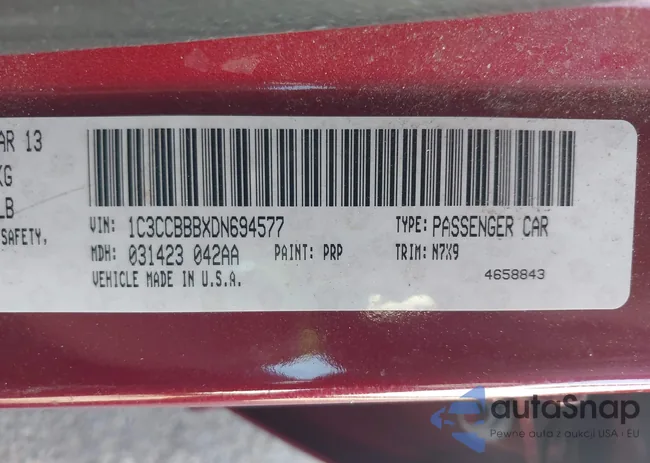 AR 13
KG
LB
SAFETY,
VIN: 1C3CCBBBXDN694577
TYPE: PASSENGER CAR
MDH: 031423 042AA
PAINT: PRP
TRIM: N7X9
VEHICLE MADE IN U.S.A.
4658843
autoSnap
Pewne auta z aukcji USA i EU